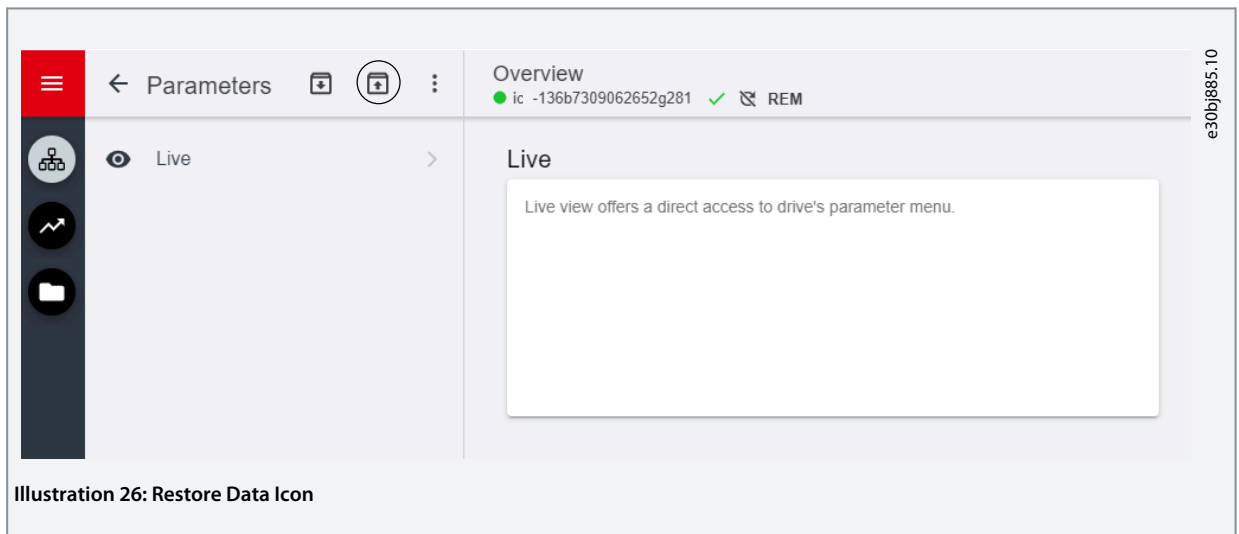 Parameters
Overview
ic -136b7309062652g281 REM
Live
Live
Live view offers a direct access to drive's parameter menu.
e30bj885.10
Illustration 26: Restore Data Icon